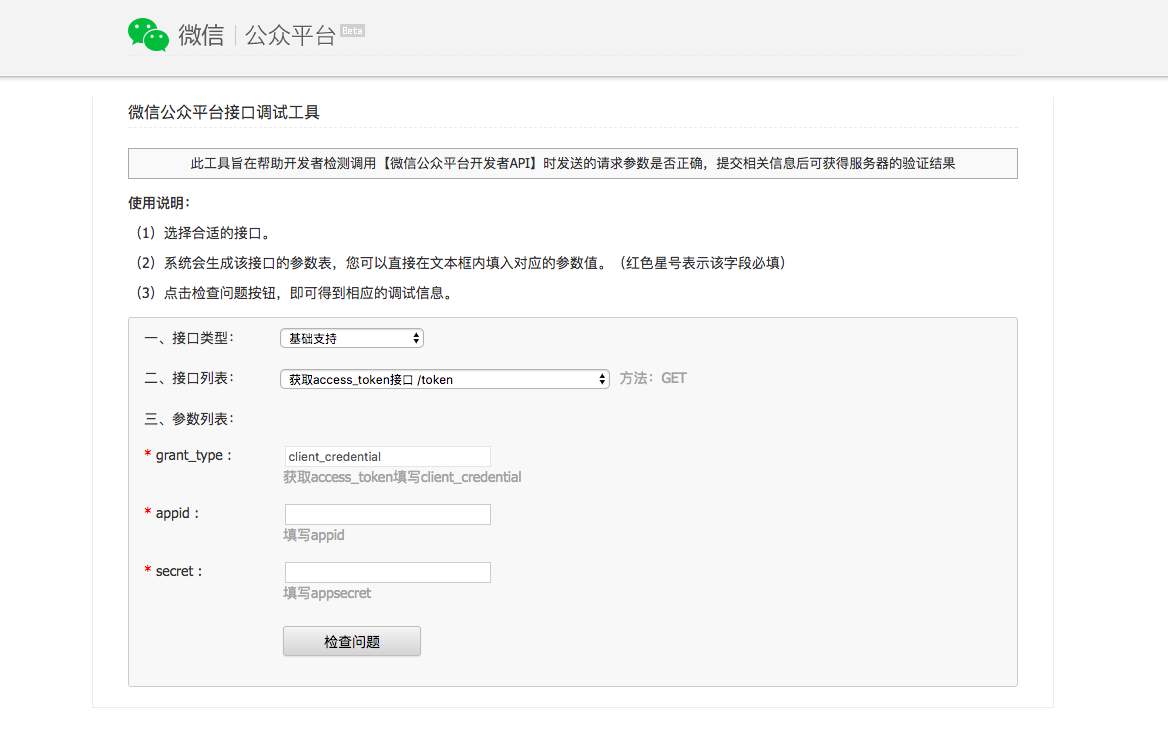 微信 公众平台 Beta
微信公众平台接口调试工具
此工具旨在帮助开发者检测调用【微信公众平台开发者API】时发送的请求参数是否正确，提交相关信息后可获得服务器的验证结果
使用说明：
（1）选择合适的接口。
（2）系统会生成该接口的参数表，您可以直接在文本框内填入对应的参数值。（红色星号表示该字段必填）
（3）点击检查问题按钮，即可得到相应的调试信息。
一、接口类型： 基础支持
二、接口列表： 获取access_token接口 /token 方法：GET
三、参数列表：
* grant_type : client_credential
获取access_token填写client_credential
* appid :
填写appid
* secret :
填写appsecret
检查问题